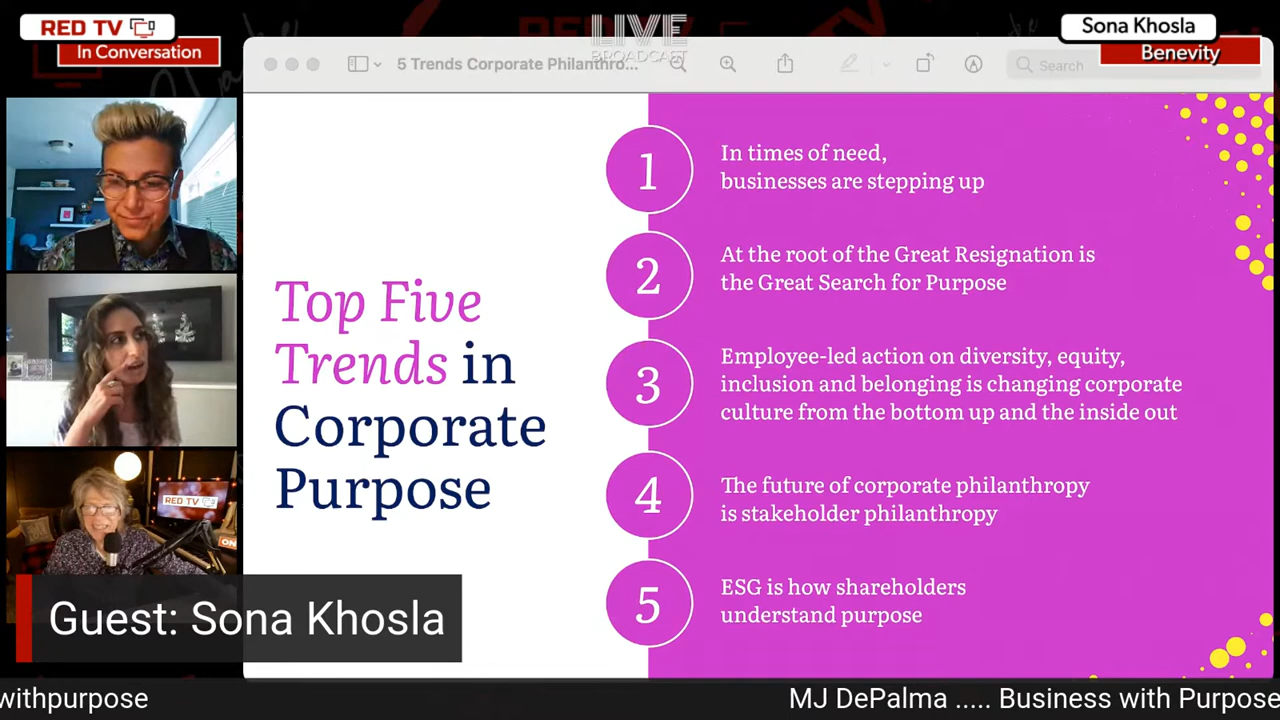 RED TV
In Conversation
LIVE
BROADCAST
Sona Khosla
Benevity
5 Trends Corporate Philanthro...
Search
Top Five
Trends in
Corporate
Purpose
1
In times of need,
businesses are stepping up
2
At the root of the Great Resignation is
the Great Search for Purpose
3
Employee-led action on diversity, equity,
inclusion and belonging is changing corporate
culture from the bottom up and the inside out
4
The future of corporate philanthropy
is stakeholder philanthropy
5
ESG is how shareholders
understand purpose
RED TV
ON
Guest: Sona Khosla
withpurpose
MJ DePalma ..... Business with Purpose